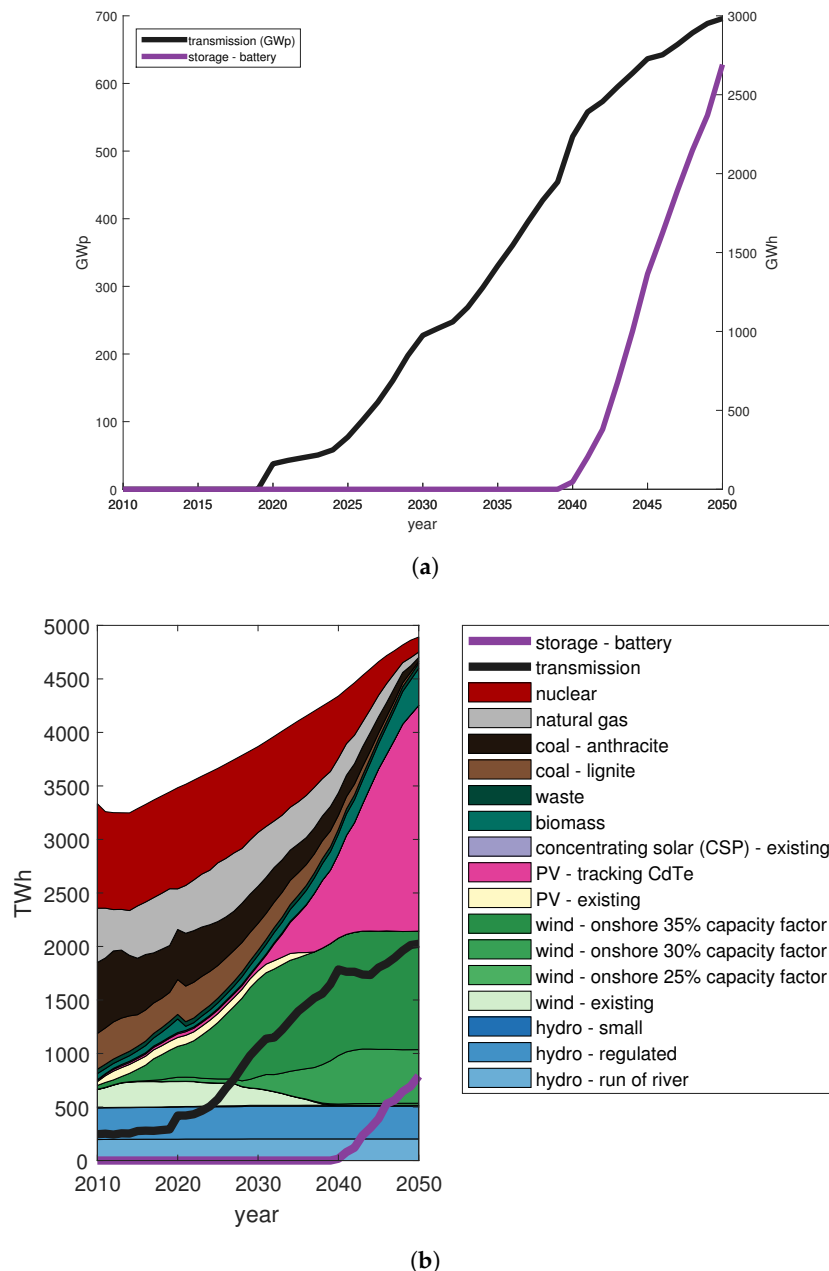 700
600
500
400
300
200
100
0
GWp
transmission (GWp)
storage - battery
3000
2500
2000
1500
1000
500
0
GWh
2010 2015 2020 2025 2030 2035 2040 2045 2050
year
(a)
5000
4500
4000
3500
3000
2500
2000
1500
1000
500
0
TWh
2010 2020 2030 2040 2050
year
storage - battery
transmission
nuclear
natural gas
coal - anthracite
coal - lignite
waste
biomass
concentrating solar (CSP) - existing
PV - tracking CdTe
PV - existing
wind - onshore 35% capacity factor
wind - onshore 30% capacity factor
wind - onshore 25% capacity factor
wind - existing
hydro - small
hydro - regulated
hydro - run of river
(b)